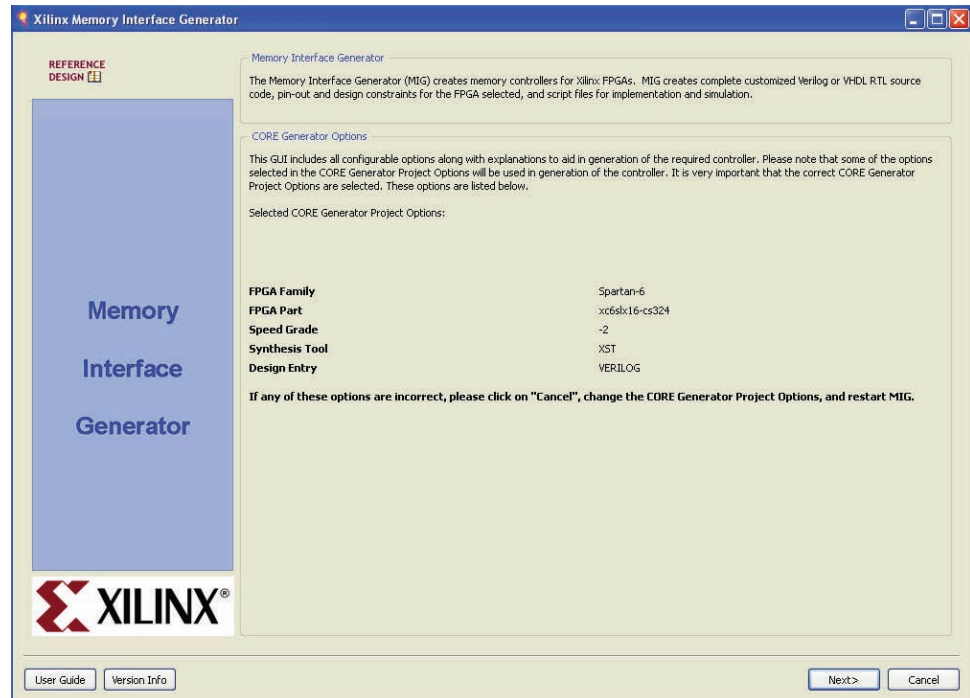 Xilinx Memory Interface Generator
REFERENCE
DESIGN
Memory
Interface
Generator
XILINX®
Memory Interface Generator
The Memory Interface Generator (MIG) creates memory controllers for Xilinx FPGAs. MIG creates complete customized Verilog or VHDL RTL source
code, pin-out and design constraints for the FPGA selected, and script files for implementation and simulation.
CORE Generator Options
This GUI includes all configurable options along with explanations to aid in generation of the required controller. Please note that some of the options
selected in the CORE Generator Project Options will be used in generation of the controller. It is very important that the correct CORE Generator
Project Options are selected. These options are listed below.
Selected CORE Generator Project Options:
FPGA Family Spartan-6
FPGA Part xc6slx16-cs324
Speed Grade -2
Synthesis Tool XST
Design Entry VERILOG
If any of these options are incorrect, please click on "Cancel", change the CORE Generator Project Options, and restart MIG.
User Guide Version Info Next> Cancel